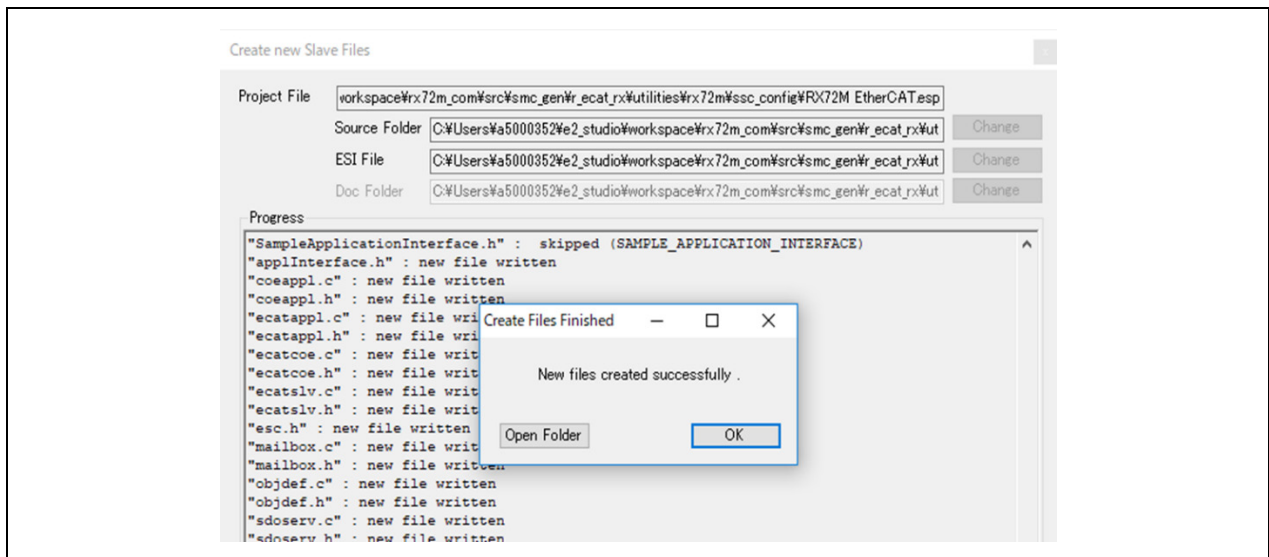 Create new Slave Files
x
Project File vorkspace¥rx72m_com¥src¥smc_gen¥r_ecat_rx¥utilities¥rx72m¥ssc_config¥RX72M EtherCAT.esp
Source Folder C:¥Users¥a5000352¥e2_studio¥workspace¥rx72m_com¥src¥smc_gen¥r_ecat_rx¥ut Change
ESI File C:¥Users¥a5000352¥e2_studio¥workspace¥rx72m_com¥src¥smc_gen¥r_ecat_rx¥ut Change
Doc Folder C:¥Users¥a5000352¥e2_studio¥workspace¥rx72m_com¥src¥smc_gen¥r_ecat_rx¥ut Change
Progress
"SampleApplicationInterface.h" : skipped (SAMPLE_APPLICATION_INTERFACE)
"applInterface.h" : new file written
"coeappl.c" : new file written
"coeappl.h" : new file written
"ecatappl.c" : new file wri
"ecatappl.h" : new file wri
"ecatcoe.c" : new file writ
"ecatcoe.h" : new file writ
"ecatslv.c" : new file writ
"ecatslv.h" : new file writ
"esc.h" : new file written
"mailbox.c" : new file writ
"mailbox.h" : new file written
"objdef.c" : new file written
"objdef.h" : new file written
"sdoserv.c" : new file written
"sdoserv.h" : new file written
Create Files Finished
New files created successfully .
Open Folder OK